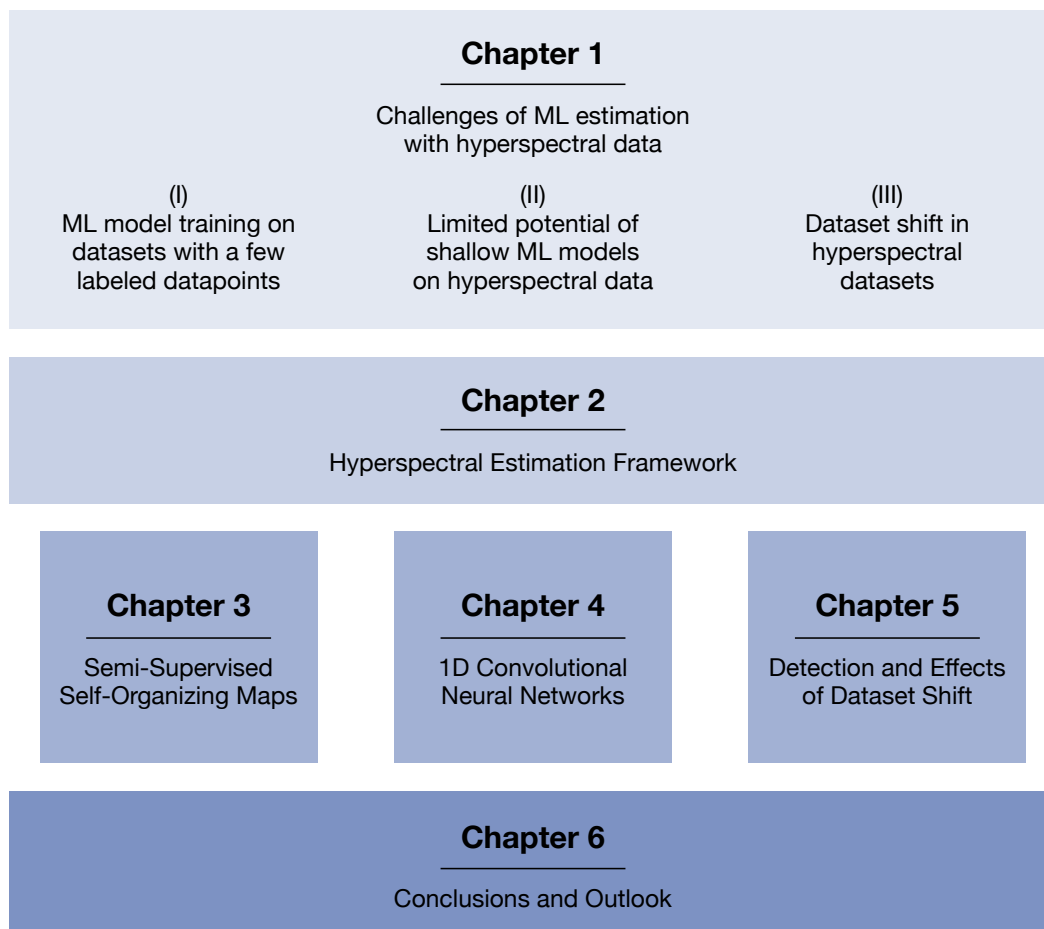 Chapter 1
Challenges of ML estimation
with hyperspectral data
(I)
ML model training on
datasets with a few
labeled datapoints
(II)
Limited potential of
shallow ML models
on hyperspectral data
(III)
Dataset shift in
hyperspectral
datasets
Chapter 2
Hyperspectral Estimation Framework
Chapter 3
Semi-Supervised
Self-Organizing Maps
Chapter 4
1D Convolutional
Neural Networks
Chapter 5
Detection and Effects
of Dataset Shift
Chapter 6
Conclusions and Outlook